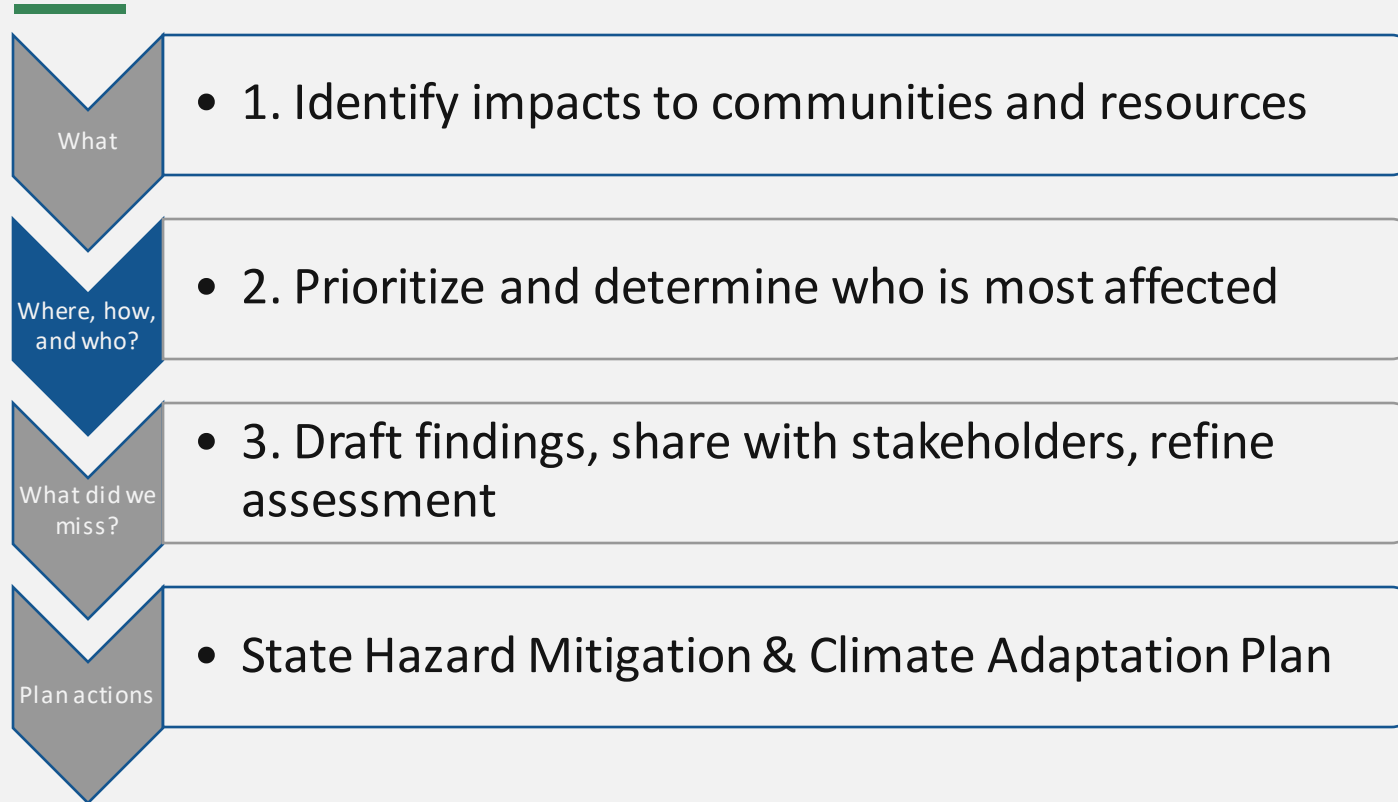 What
• 1. Identify impacts to communities and resources
Where, how,
and who?
• 2. Prioritize and determine who is most affected
What did we
miss?
• 3. Draft findings, share with stakeholders, refine
assessment
Plan actions
• State Hazard Mitigation & Climate Adaptation Plan